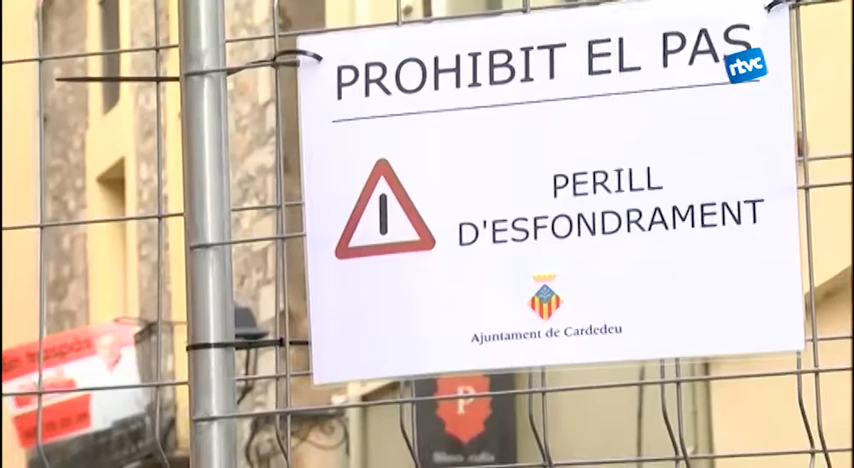 PROHIBIT EL PAS
rtvc
PERILL
D'ESFONDRAMENT
Ajuntament de Cardedeu
P